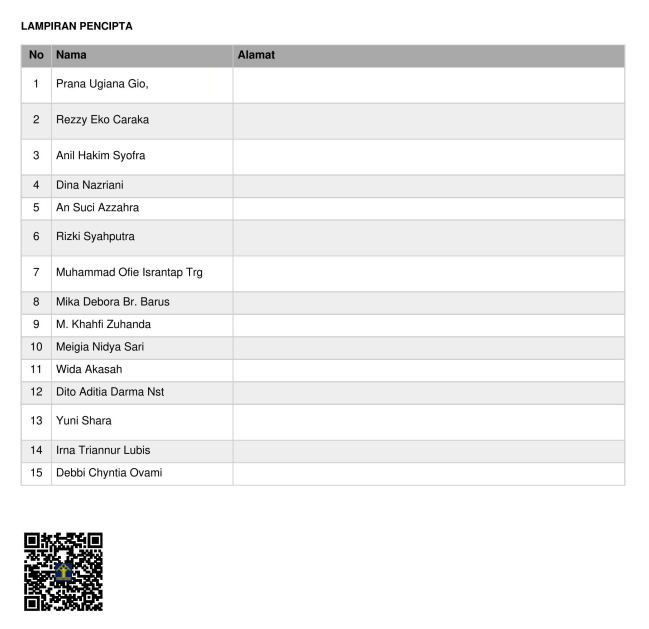 LAMPIRAN PENCIPTA
No Nama Alamat
1 Prana Ugiana Gio,
2 Rezzy Eko Caraka
3 Anil Hakim Syofra
4 Dina Nazriani
5 An Suci Azzahra
6 Rizki Syahputra
7 Muhammad Ofie Israntap Trg
8 Mika Debora Br. Barus
9 M. Khahfi Zuhanda
10 Meigia Nidya Sari
11 Wida Akasah
12 Dito Aditia Darma Nst
13 Yuni Shara
14 Irna Triannur Lubis
15 Debbi Chyntia Ovami